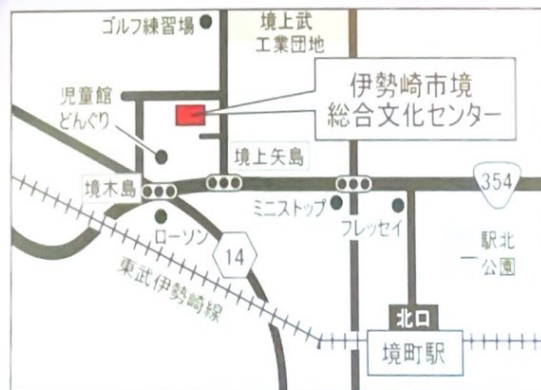 ゴルフ練習場
境上武
工業団地
児童館
どんぐり
伊勢崎市境
総合文化センター
境上矢島
境木島
354
ミニストップ
フレッセイ
ローソン
14
駅北
公園
東武伊勢崎線
北口
境町駅